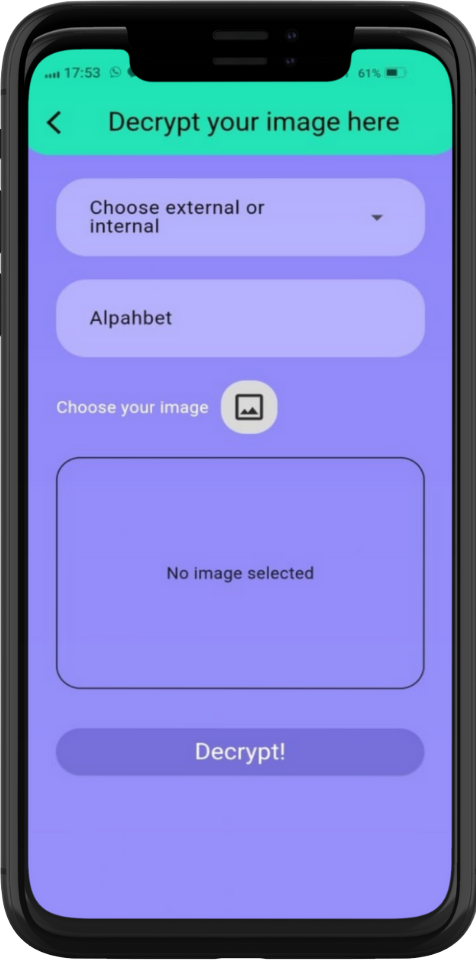 17:53
61%
Decrypt your image here
Choose external or
internal
Alpahbet
Choose your image
No image selected
Decrypt!